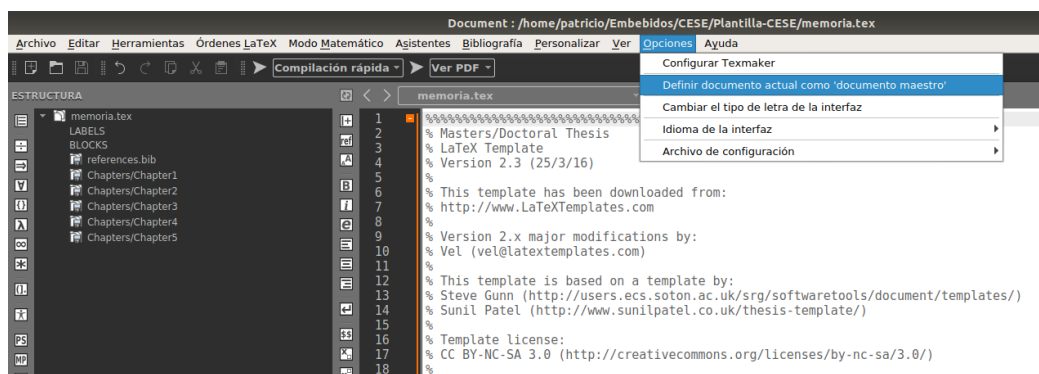 Document : /home/patricio/Embebidos/CESE/Plantilla-CESE/memoria.tex
Archivo Editar Herramientas Órdenes LaTeX Modo Matemático Asistentes Bibliografía Personalizar Ver Opciones Ayuda
Configurar Texmaker
Definir documento actual como 'documento maestro'
Cambiar el tipo de letra de la interfaz
Idioma de la interfaz
Archivo de configuración
Compilación rápida Ver PDF
ESTRUCTURA
memoria.tex
memoria.tex
LABELS
BLOCKS
references.bib
Chapters/Chapter1
Chapters/Chapter2
Chapters/Chapter3
Chapters/Chapter4
Chapters/Chapter5
PS
MP
ref
B
i
e
$$
1 %%%%%%%%%%%%%%%%%%%%%%%%%%%%%
2 % Masters/Doctoral Thesis
3 % LaTeX Template
4 % Version 2.3 (25/3/16)
5 %
6 % This template has been downloaded from:
7 % http://www.LaTeXTemplates.com
8 %
9 % Version 2.x major modifications by:
10 % Vel (vel@latextemplates.com)
11 %
12 % This template is based on a template by:
13 % Steve Gunn (http://users.ecs.soton.ac.uk/srg/softwaretools/document/templates/)
14 % Sunil Patel (http://www.sunilpatel.co.uk/thesis-template/)
15 %
16 % Template license:
17 % CC BY-NC-SA 3.0 (http://creativecommons.org/licenses/by-nc-sa/3.0/)
18 %